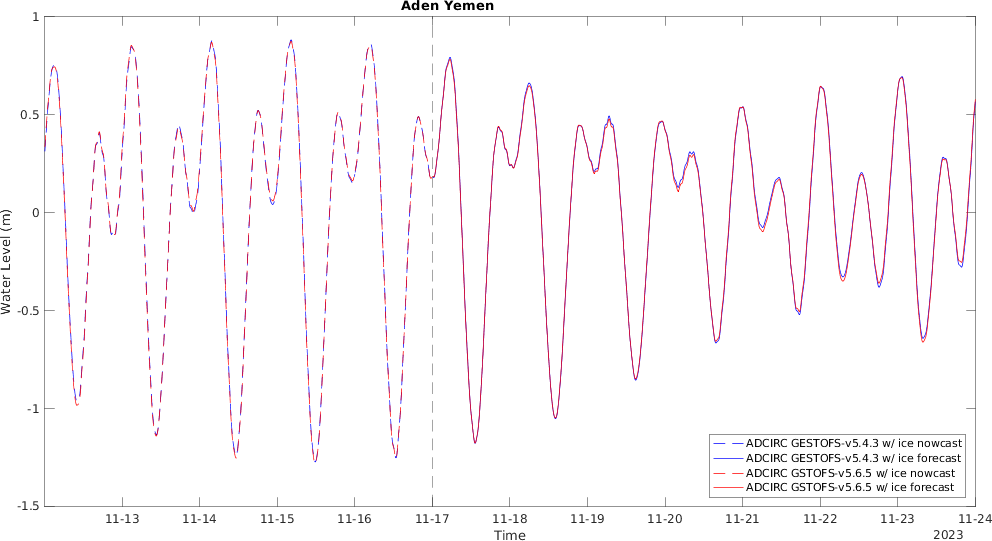 Aden Yemen
1
0.5
0
-0.5
-1
-1.5
Water Level (m)
11-13 11-14 11-15 11-16 11-17 11-18 11-19 11-20 11-21 11-22 11-23 11-24
Time
2023
ADCIRC GESTOFS-v5.4.3 w/ ice nowcast
ADCIRC GESTOFS-v5.4.3 w/ ice forecast
ADCIRC GSTOFS-v5.6.5 w/ ice nowcast
ADCIRC GSTOFS-v5.6.5 w/ ice forecast